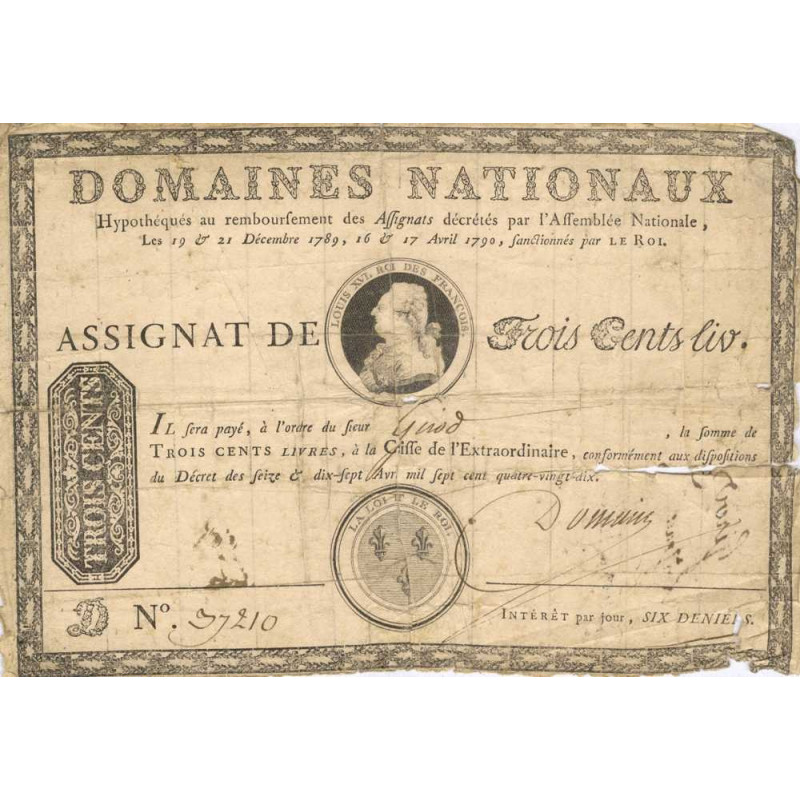 DOMAINES NATIONAUX
Hypothéqués au rembourſement des Aſſignats décrétés par l'Aſſemblée Nationale,
Les 19 & 21 Décembre 1789, 16 & 17 Avril 1790, ſanctionnés par LE ROI.
LOUIS XVI. ROI DES FRANÇOIS.
ASSIGNAT DE Trois Cents liv.
TROIS CENTS
IL ſera payé, à l'ordre du ſieur Girod, la ſomme de
TROIS CENTS LIVRES, à la Caiſſe de l'Extraordinaire, conformément aux diſpoſitions
du Décret des ſeize & dix-ſept Avr. mil ſept cent quatre-vingt-dix.
LA LOI ET LE ROI.
Domain
D N.º 37210
INTÉRÊT par jour, SIX DENIERS.